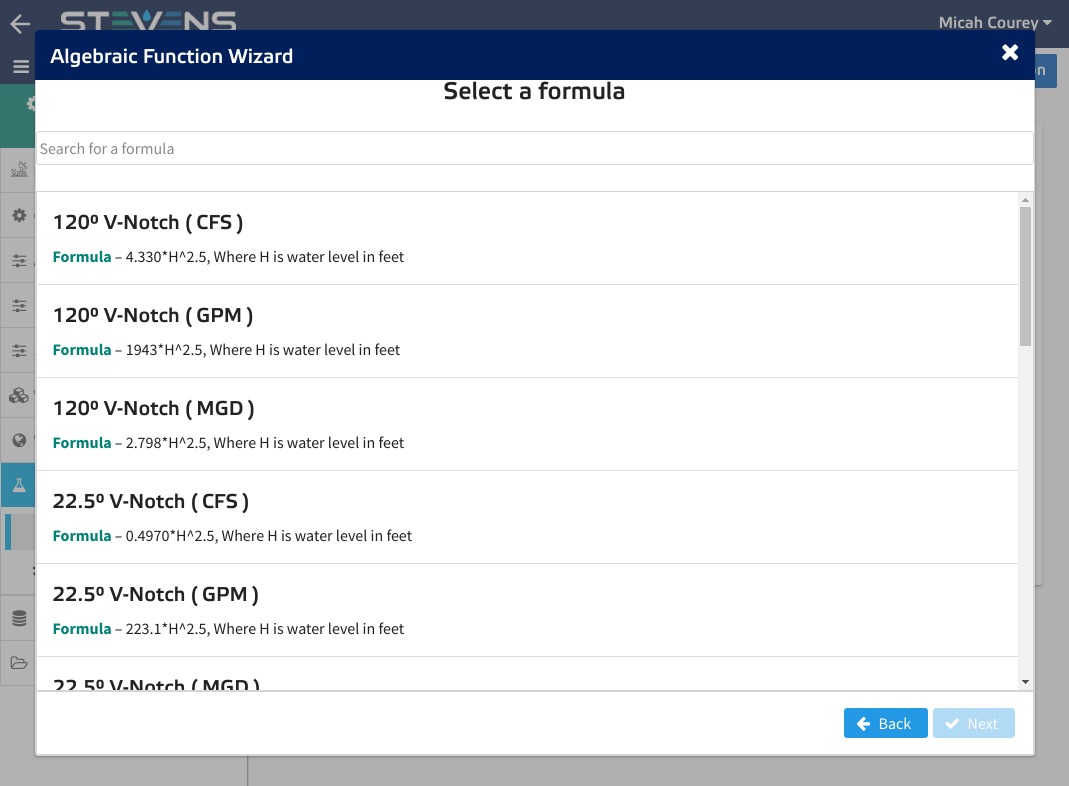 STEVENS
Micah Courey
Algebraic Function Wizard
Select a formula
Search for a formula
120º V-Notch ( CFS )
Formula – 4.330*H^2.5, Where H is water level in feet
120º V-Notch ( GPM )
Formula – 1943*H^2.5, Where H is water level in feet
120º V-Notch ( MGD )
Formula – 2.798*H^2.5, Where H is water level in feet
22.5º V-Notch ( CFS )
Formula – 0.4970*H^2.5, Where H is water level in feet
22.5º V-Notch ( GPM )
Formula – 223.1*H^2.5, Where H is water level in feet
22.5º V-Notch ( MGD )
Back
Next